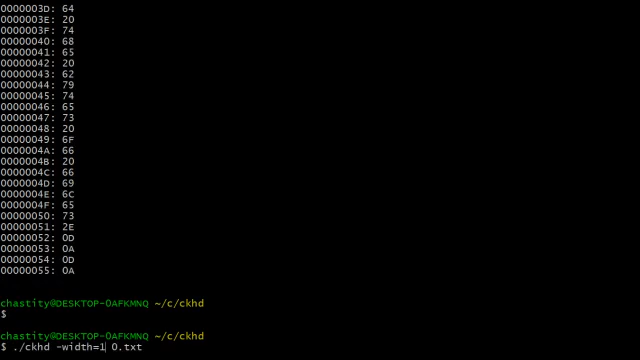 0000003D: 64
0000003E: 20
0000003F: 74
00000040: 68
00000041: 65
00000042: 20
00000043: 62
00000044: 79
00000045: 74
00000046: 65
00000047: 73
00000048: 20
00000049: 6F
0000004A: 66
0000004B: 20
0000004C: 66
0000004D: 69
0000004E: 6C
0000004F: 65
00000050: 73
00000051: 2E
00000052: 0D
00000053: 0A
00000054: 0D
00000055: 0A
chastity@DESKTOP-OAFKMNQ ~/c/ckhd
$
chastity@DESKTOP-OAFKMNQ ~/c/ckhd
$ ./ckhd -width=1 0.txt